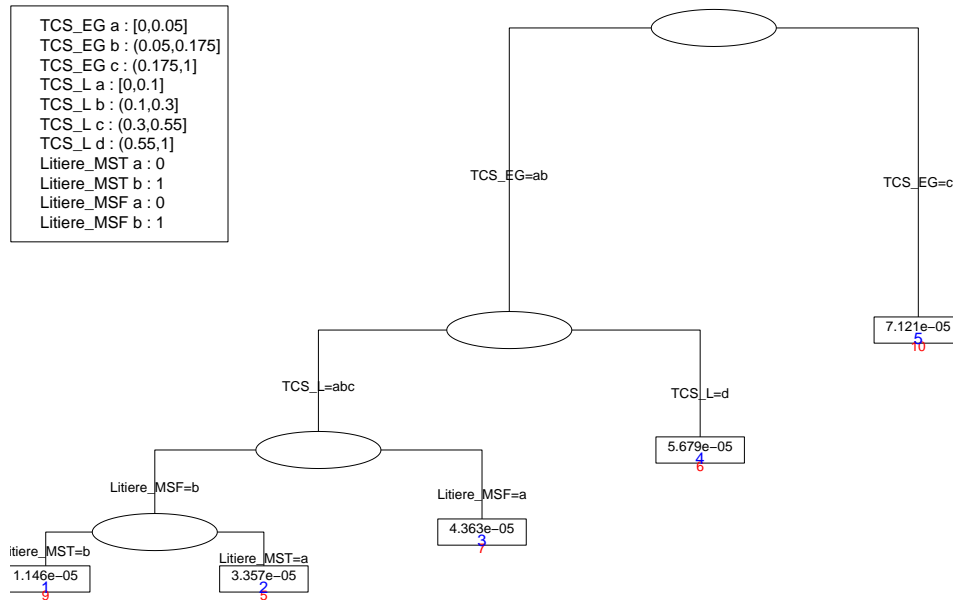 TCS_EG a : [0,0.05]
TCS_EG b : (0.05,0.175]
TCS_EG c : (0.175,1]
TCS_L a : [0,0.1]
TCS_L b : (0.1,0.3]
TCS_L c : (0.3,0.55]
TCS_L d : (0.55,1]
Litiere_MST a : 0
Litiere_MST b : 1
Litiere_MSF a : 0
Litiere_MSF b : 1
TCS_EG=ab
TCS_EG=c
7.121e−05
5
10
TCS_L=abc
TCS_L=d
5.679e−05
4
6
Litiere_MSF=b
Litiere_MSF=a
4.363e−05
3
7
itiere_MST=b
Litiere_MST=a
1.146e−05
1
9
3.357e−05
2
5